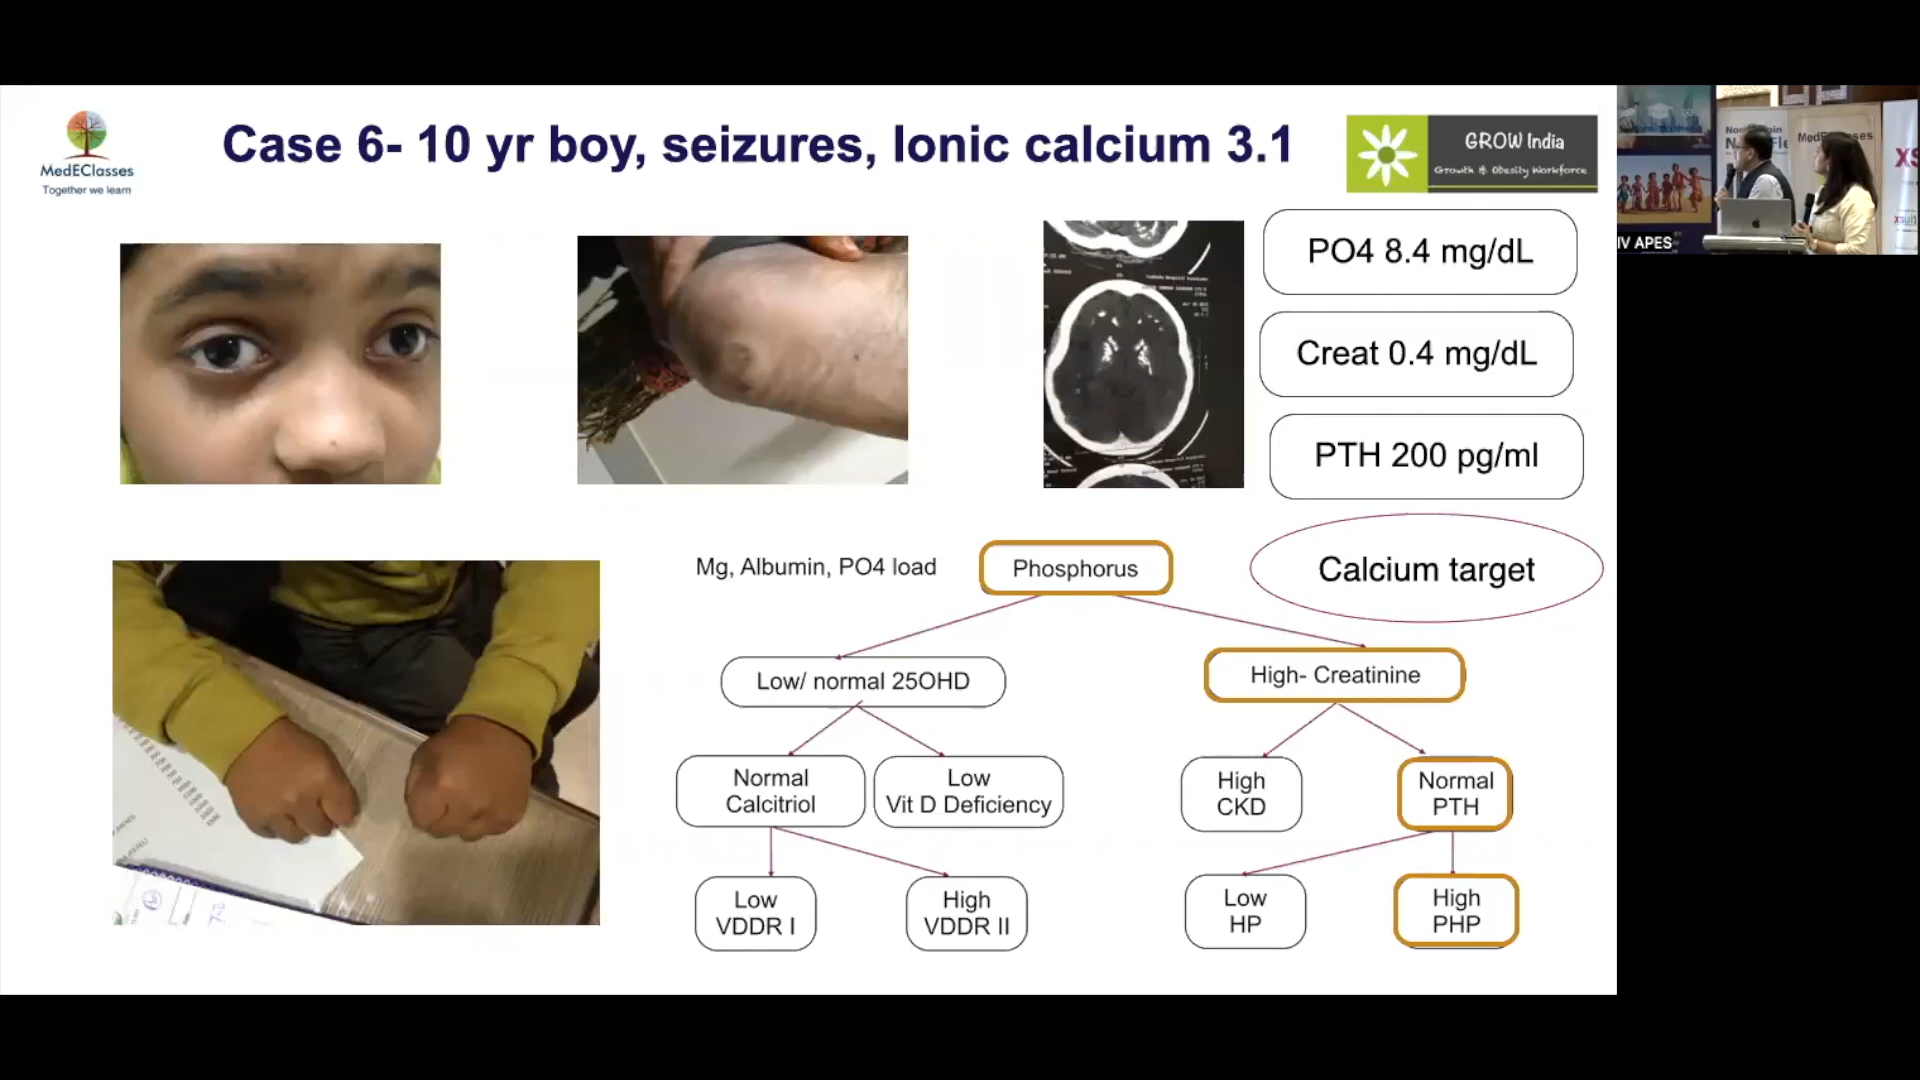 MedEClasses
Together we learn
Case 6- 10 yr boy, seizures, Ionic calcium 3.1
GROW India
Growth & Obesity Workforce
PO4 8.4 mg/dL
Creat 0.4 mg/dL
PTH 200 pg/ml
Calcium target
Mg, Albumin, PO4 load
Phosphorus
Low/ normal 25OHD
High- Creatinine
Normal
Calcitriol
Low
Vit D Deficiency
High
CKD
Normal
PTH
Low
VDDR I
High
VDDR II
Low
HP
High
PHP
IV APES